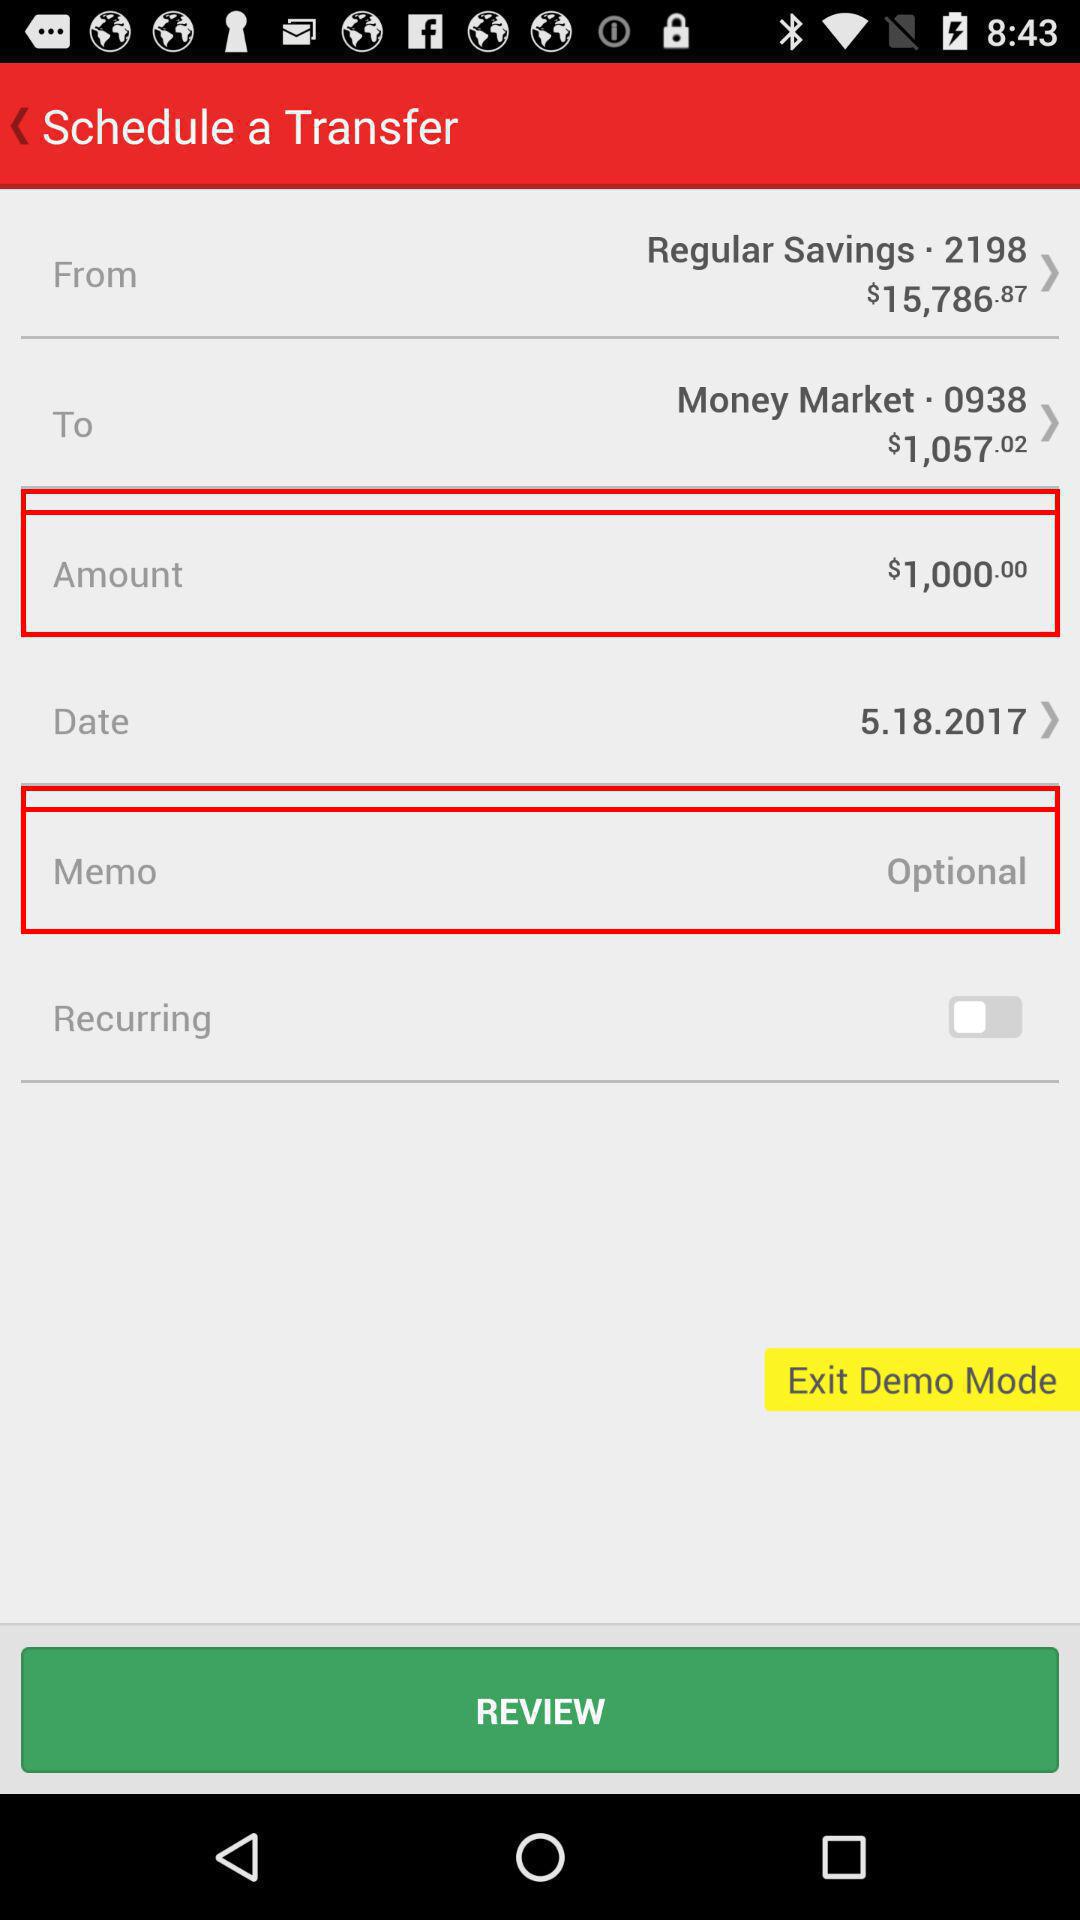 8:43
Schedule a Transfer
From
Regular Savings · 2198
$15,786.87
To
Money Market · 0938
$1,057.02
Amount
$1,000.00
Date
5.18.2017
Memo
Optional
Recurring
Exit Demo Mode
REVIEW